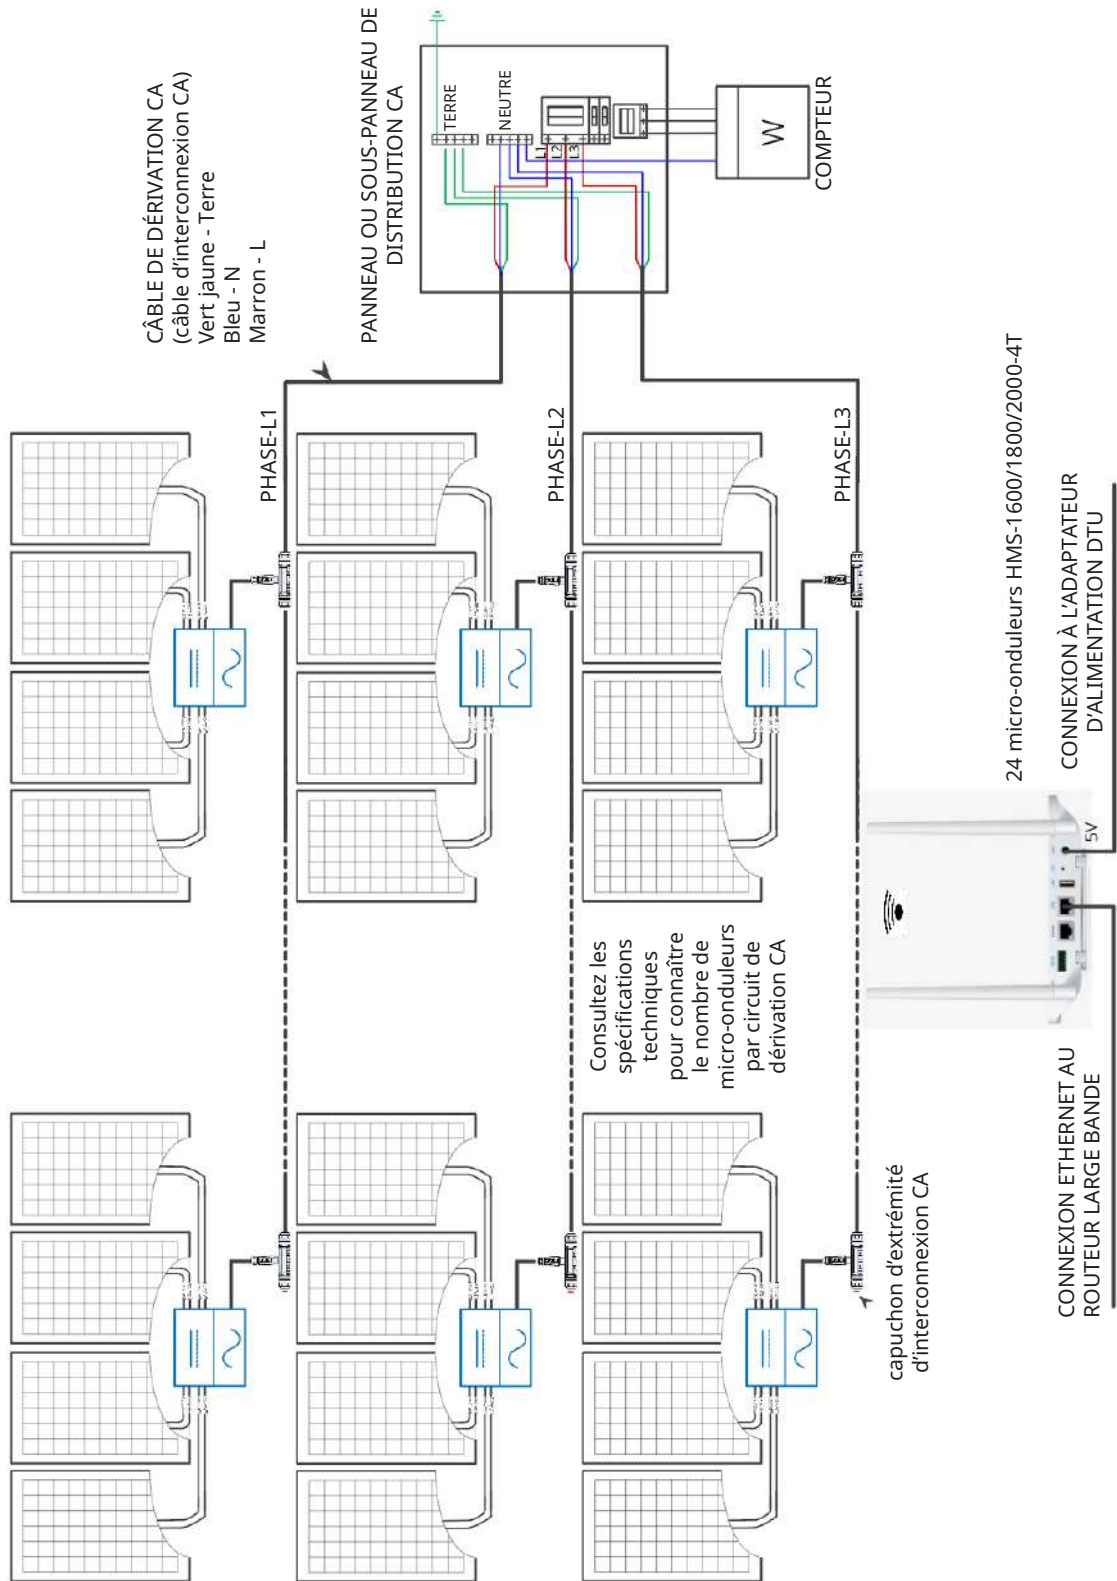 CÂBLE DE DÉRIVATION CA
(câble d'interconnexion CA)
Vert jaune - Terre
Bleu - N
Marron - L
PANNEAU OU SOUS-PANNEAU DE
DISTRIBUTION CA
TERRE
NEUTRE
L1
L2
L3
W
COMPTEUR
PHASE-L1
PHASE-L2
PHASE-L3
Consultez les
spécifications
techniques
pour connaître
le nombre de
micro-onduleurs
par circuit de
dérivation CA
capuchon d'extrémité
d'interconnexion CA
24 micro-onduleurs HMS-1600/1800/2000-4T
5V
CONNEXION ETHERNET AU
ROUTEUR LARGE BANDE
CONNEXION À L'ADAPTATEUR
D'ALIMENTATION DTU